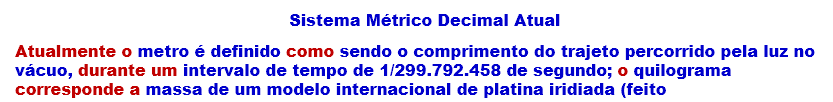 Sistema Métrico Decimal Atual
Atualmente o metro é definido como sendo o comprimento do trajeto percorrido pela luz no
vácuo, durante um intervalo de tempo de 1/299.792.458 de segundo; o quilograma
corresponde a massa de um modelo internacional de platina iridiada (feito